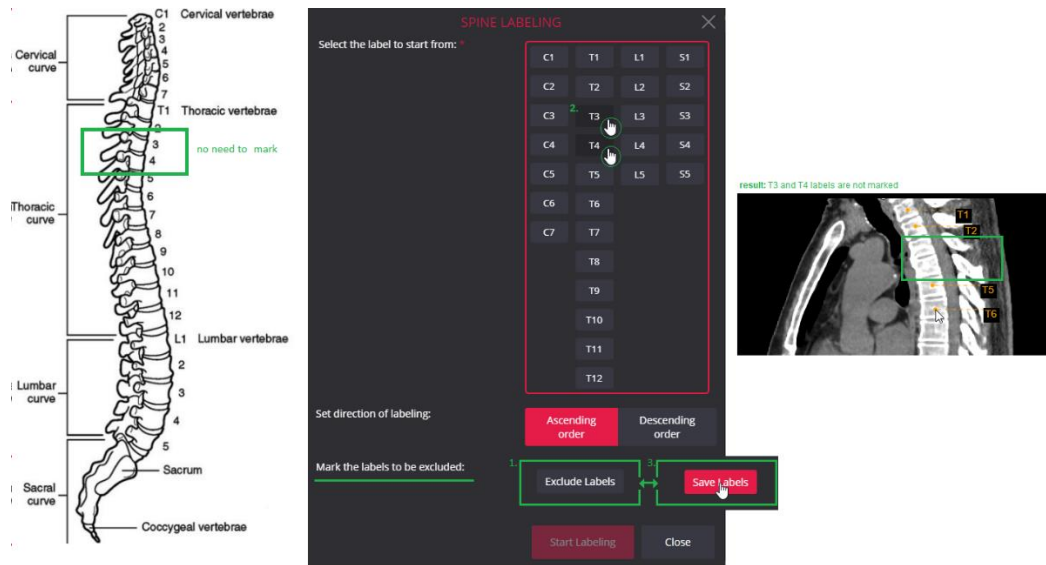 C1 Cervical vertebrae
2
3
4
5
6
7
Cervical
curve
T1 Thoracic vertebrae
2
3
4
5
6
7
8
9
10
11
12
no need to mark
Thoracic
curve
L1 Lumbar vertebrae
2
3
4
5
Lumbar
curve
Sacrum
Sacral
curve
Coccygeal vertebrae
SPINE LABELING
Select the label to start from: *
C1 T1 L1 S1
C2 T2 L2 S2
C3 2. T3 L3 S3
C4 T4 L4 S4
C5 T5 L5 S5
C6 T6
C7 T7
T8
T9
T10
T11
T12
Set direction of labeling:
Ascending
order
Descending
order
Mark the labels to be excluded:
1. Exclude Labels
3. Save Labels
Start Labeling Close
result: T3 and T4 labels are not marked
T1
T2
T5
T6